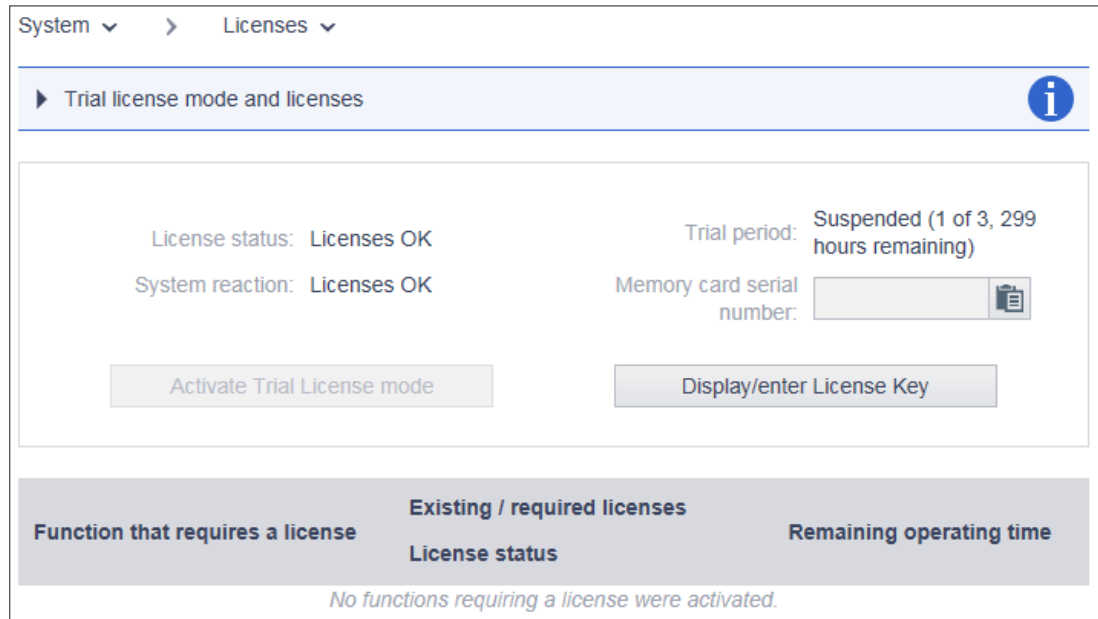 System > Licenses
Trial license mode and licenses
i
License status: Licenses OK
System reaction: Licenses OK
Trial period: Suspended (1 of 3, 299
hours remaining)
Memory card serial
number:
Activate Trial License mode
Display/enter License Key
Function that requires a license
Existing / required licenses
License status
Remaining operating time
No functions requiring a license were activated.